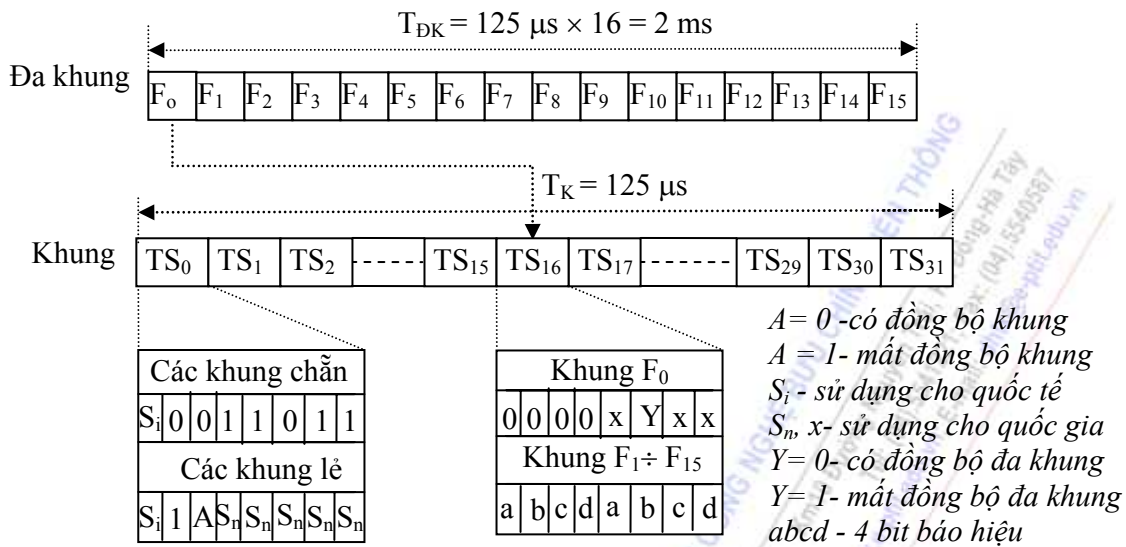 T_ĐK = 125 µs × 16 = 2 ms
Đa khung
F_o F_1 F_2 F_3 F_4 F_5 F_6 F_7 F_8 F_9 F_10 F_11 F_12 F_13 F_14 F_15
T_K = 125 µs
Khung
TS_0 TS_1 TS_2 TS_15 TS_16 TS_17 TS_29 TS_30 TS_31
Các khung chẵn
S_i 0 0 1 1 0 1 1
Các khung lẻ
S_i 1 A S_n S_n S_n S_n S_n
Khung F_0
0 0 0 0 x Y x x
Khung F_1÷ F_15
a b c d a b c d
A= 0 -có đồng bộ khung
A = 1- mất đồng bộ khung
S_i - sử dụng cho quốc tế
S_n, x- sử dụng cho quốc gia
Y= 0- có đồng bộ đa khung
Y= 1- mất đồng bộ đa khung
abcd - 4 bit báo hiệu